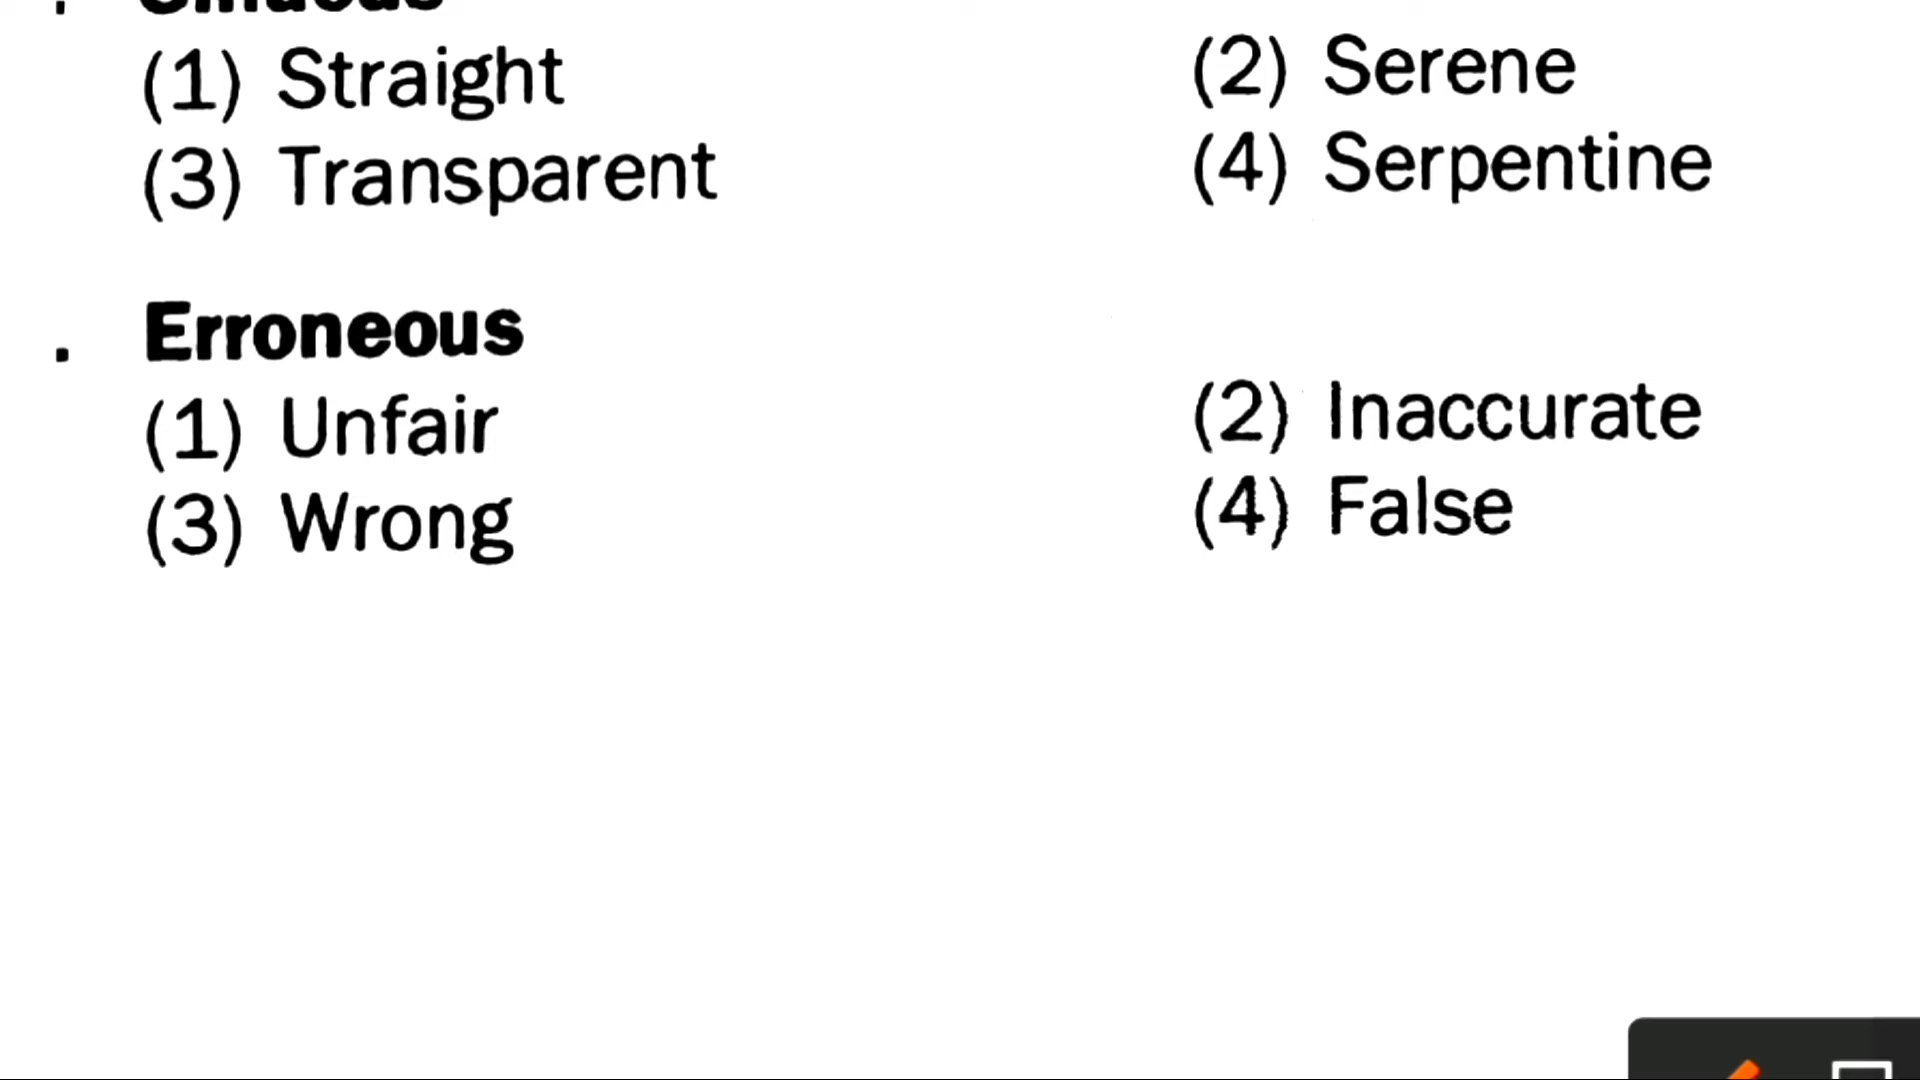 (1) Straight (2) Serene
(3) Transparent (4) Serpentine
. Erroneous
(1) Unfair (2) Inaccurate
(3) Wrong (4) False